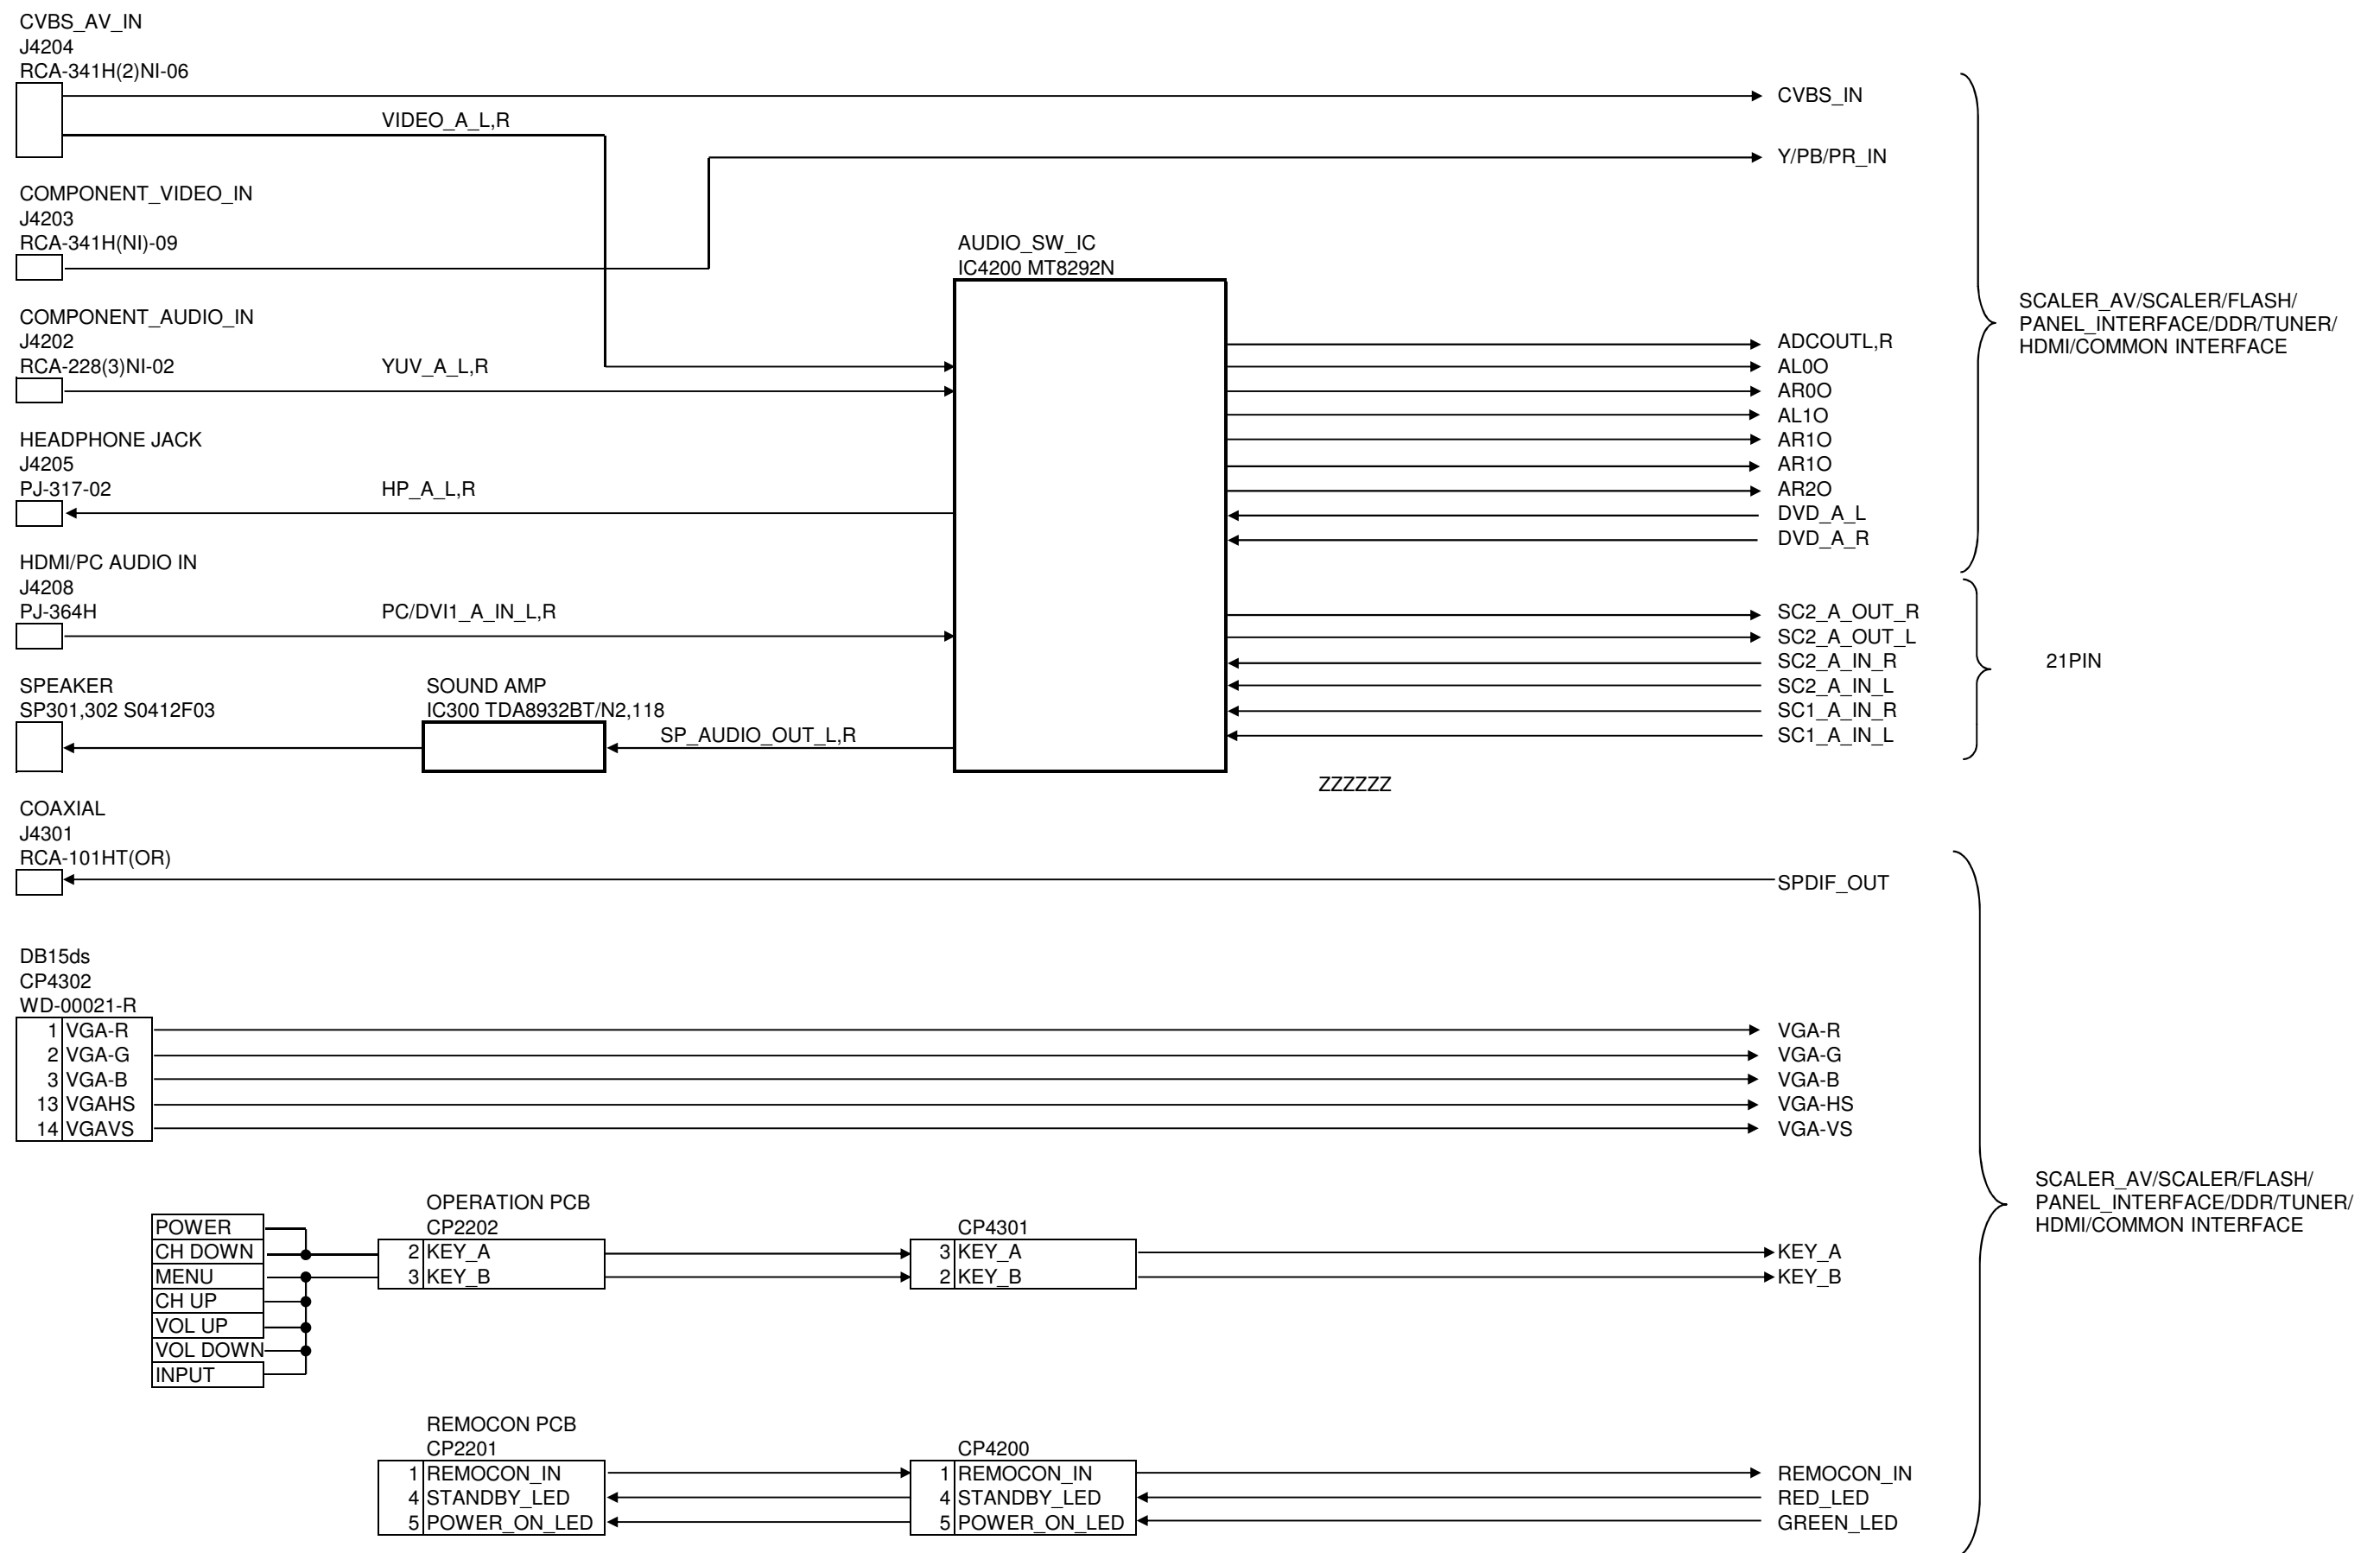 CVBS_AV_IN
J4204
RCA-341H(2)NI-06
CVBS_IN
VIDEO_A_L,R
Y/PB/PR_IN
COMPONENT_VIDEO_IN
J4203
RCA-341H(NI)-09
AUDIO_SW_IC
IC4200 MT8292N
SCALER_AV/SCALER/FLASH/
PANEL_INTERFACE/DDR/TUNER/
HDMI/COMMON INTERFACE
COMPONENT_AUDIO_IN
J4202
RCA-228(3)NI-02
YUV_A_L,R
ADCOUTL,R
AL0O
AR0O
AL1O
AR1O
AR1O
AR2O
DVD_A_L
DVD_A_R
HEADPHONE JACK
J4205
PJ-317-02
HP_A_L,R
HDMI/PC AUDIO IN
J4208
PJ-364H
PC/DVI1_A_IN_L,R
SC2_A_OUT_R
SC2_A_OUT_L
SC2_A_IN_R
SC2_A_IN_L
SC1_A_IN_R
SC1_A_IN_L
21PIN
SPEAKER
SP301,302 S0412F03
SOUND AMP
IC300 TDA8932BT/N2,118
SP_AUDIO_OUT_L,R
ZZZZZZ
COAXIAL
J4301
RCA-101HT(OR)
SPDIF_OUT
DB15ds
CP4302
WD-00021-R
1 VGA-R
2 VGA-G
3 VGA-B
13 VGAHS
14 VGAVS
VGA-R
VGA-G
VGA-B
VGA-HS
VGA-VS
SCALER_AV/SCALER/FLASH/
PANEL_INTERFACE/DDR/TUNER/
HDMI/COMMON INTERFACE
POWER
CH DOWN
MENU
CH UP
VOL UP
VOL DOWN
INPUT
OPERATION PCB
CP2202
2 KEY_A
3 KEY_B
CP4301
3 KEY_A
2 KEY_B
KEY_A
KEY_B
REMOCON PCB
CP2201
1 REMOCON_IN
4 STANDBY_LED
5 POWER_ON_LED
CP4200
1 REMOCON_IN
4 STANDBY_LED
5 POWER_ON_LED
REMOCON_IN
RED_LED
GREEN_LED